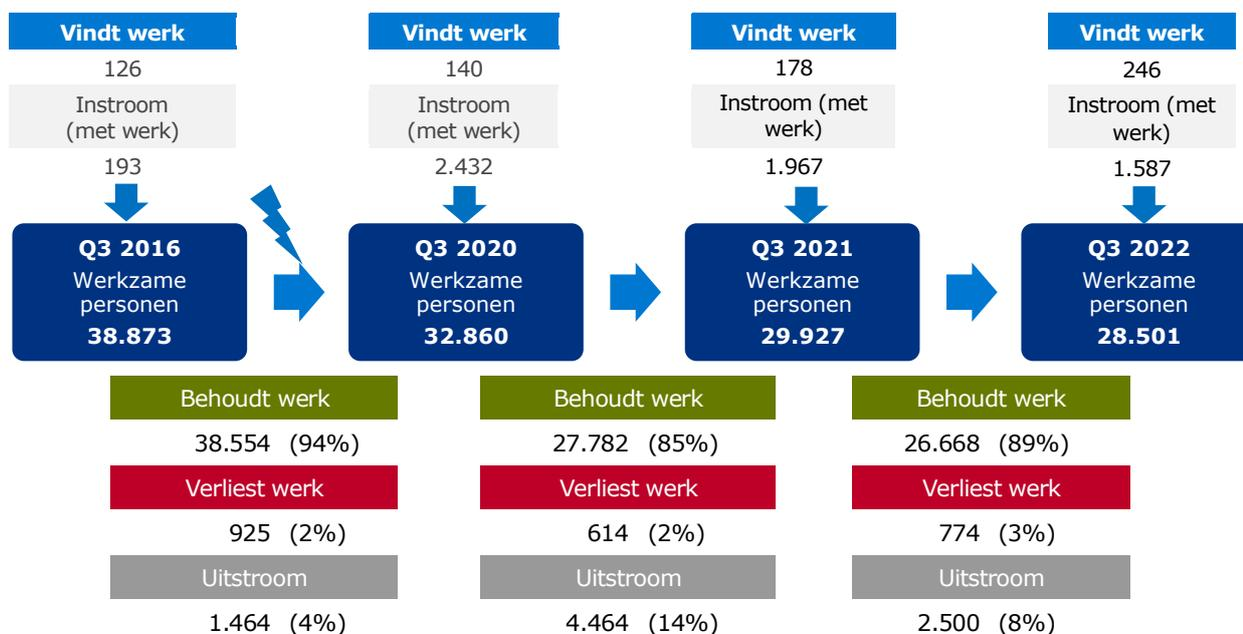 Vindt werk
126
Instroom
(met werk)
193
Vindt werk
140
Instroom
(met werk)
2.432
Vindt werk
178
Instroom (met
werk)
1.967
Vindt werk
246
Instroom (met
werk)
1.587
Q3 2016
Werkzame
personen
38.873
Q3 2020
Werkzame
personen
32.860
Q3 2021
Werkzame
personen
29.927
Q3 2022
Werkzame
personen
28.501
Behoudt werk
38.554 (94%)
Verliest werk
925 (2%)
Uitstroom
1.464 (4%)
Behoudt werk
27.782 (85%)
Verliest werk
614 (2%)
Uitstroom
4.464 (14%)
Behoudt werk
26.668 (89%)
Verliest werk
774 (3%)
Uitstroom
2.500 (8%)